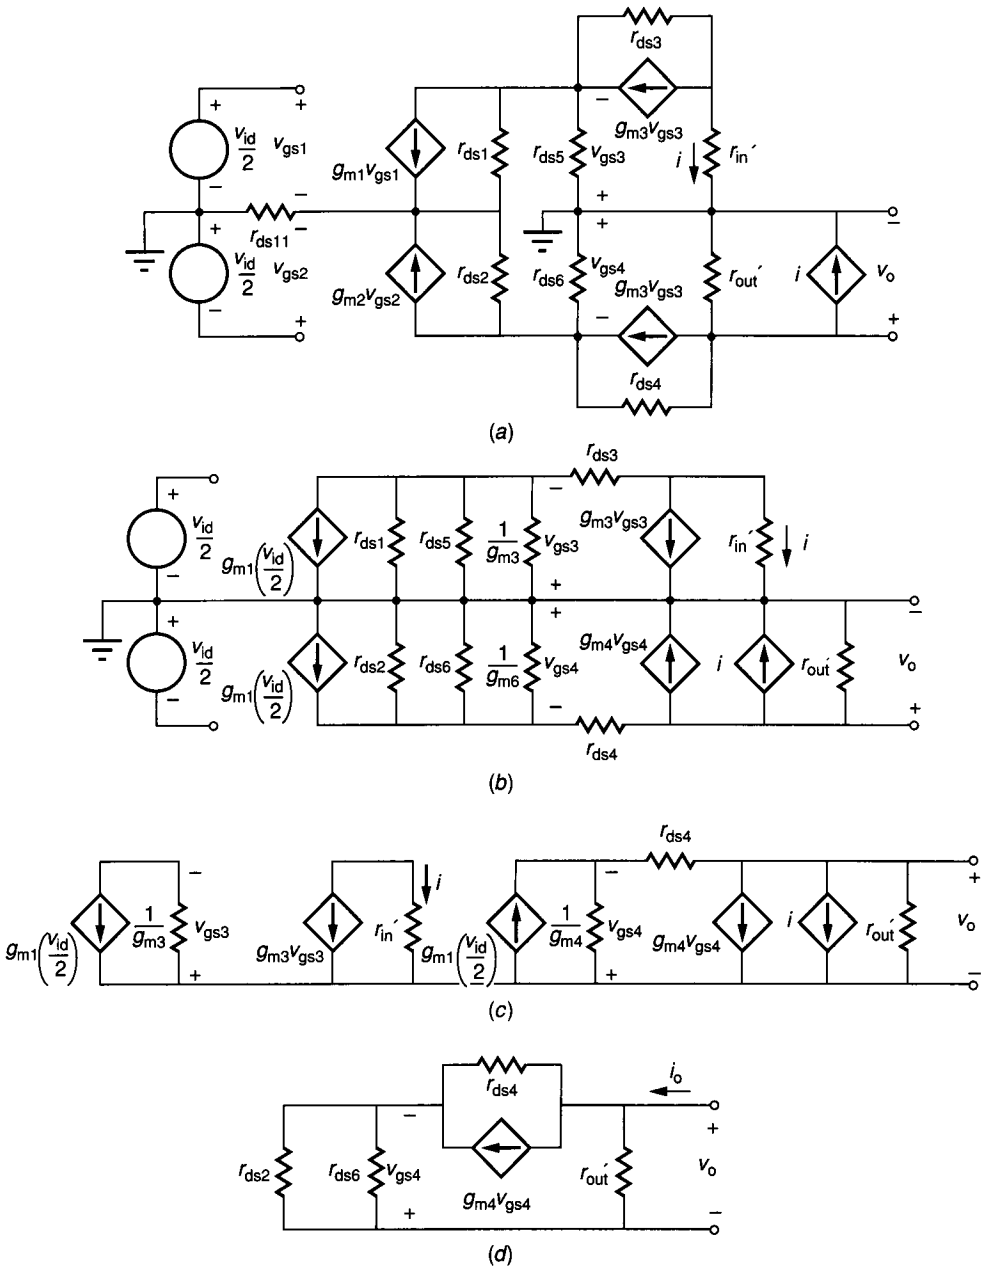 r_ds3
g_m3v_gs3
+ + v_id/2 v_gs1 − −
g_m1v_gs1 r_ds1 r_ds5 v_gs3 − + i r_in′
r_ds11
+ v_id/2 v_gs2 − +
g_m2v_gs2 r_ds2 r_ds6 v_gs4 + − g_m3v_gs3 r_out′ i v_o − +
r_ds4
(a)
r_ds3
+ v_id/2 − g_m1(v_id/2) r_ds1 r_ds5 1/g_m3 − v_gs3 + g_m3v_gs3 r_in′ i
+ v_id/2 − g_m1(v_id/2) r_ds2 r_ds6 1/g_m6 + v_gs4 − g_m4v_gs4 i r_out′ − v_o +
r_ds4
(b)
r_ds4
g_m1(v_id/2) 1/g_m3 − v_gs3 + g_m3v_gs3 r_in′ i g_m1(v_id/2) 1/g_m4 − v_gs4 + g_m4v_gs4 i r_out′ + v_o −
(c)
r_ds4 i_o
r_ds2 r_ds6 − v_gs4 + g_m4v_gs4 r_out′ + v_o −
(d)